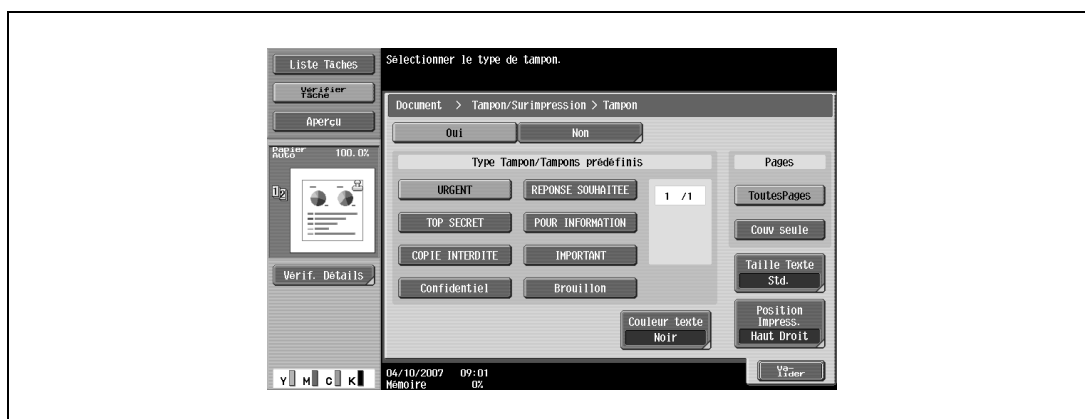 Liste Tâches
Vérifier
Tâche
Aperçu
Papier
Auto 100.0%
12
Vérif. Détails
Y M C K
Sélectionner le type de tampon.
Document > Tampon/Surimpression > Tampon
Oui Non
Type Tampon/Tampons prédéfinis
URGENT REPONSE SOUHAITEE 1 /1
TOP SECRET POUR INFORMATION
COPIE INTERDITE IMPORTANT
Confidentiel Brouillon
Pages
ToutesPages
Couv seule
Taille Texte
Std.
Couleur texte
Noir
Position
Impress.
Haut Droit
04/10/2007 09:01
Mémoire 0%
Va-
lider